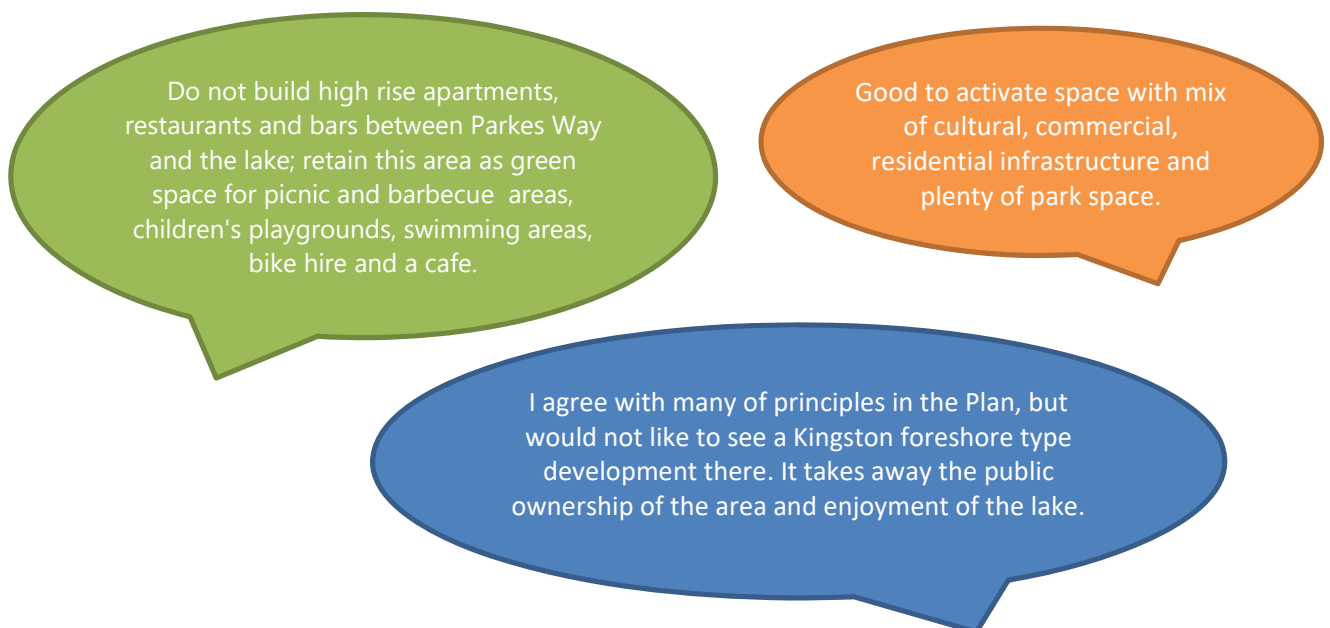 Do not build high rise apartments,
restaurants and bars between Parkes Way
and the lake; retain this area as green
space for picnic and barbecue  areas,
children's playgrounds, swimming areas,
bike hire and a cafe.
Good to activate space with mix
of cultural, commercial,
residential infrastructure and
plenty of park space.
I agree with many of principles in the Plan, but
would not like to see a Kingston foreshore type
development there. It takes away the public
ownership of the area and enjoyment of the lake.